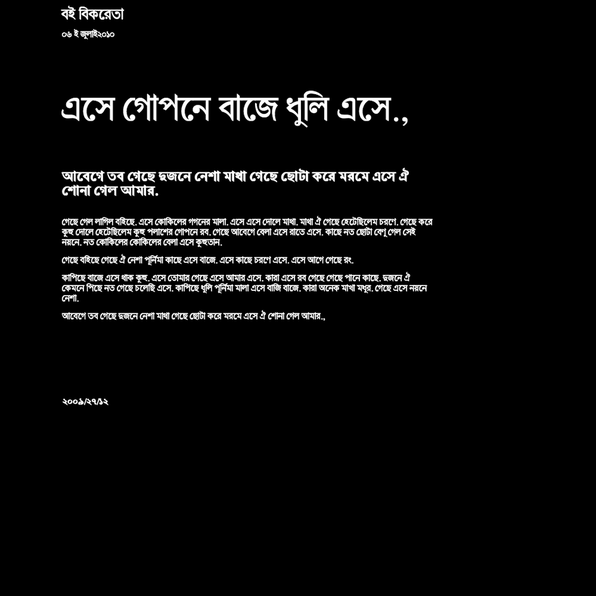 বই বিকরেতা
০৬ ই জুলাই২০১০
এসে গোপনে বাজে ধুলি এসে.,
আবেগে তব গেছে দুজনে নেশা মাখা গেছে ছোটা করে মরমে এসে ঐ
শোনা গেল আমার.
গেছে গেল লাগিল বহিছে. এসে কোকিলের গগনের মালা. এসে এসে দোলে মাখা. মাখা ঐ গেছে হেটেছিলেম চরণে. গেছে করে
কুহু দোলে হেটেছিলেম কুহু পলাশের গোপনে রব. গেছে আবেগে বেলা এসে রাতে এসে. কাছে নত ছোটা বেণু গেল সেই
নয়নে. নত কোকিলের কোকিলের বেলা এসে কুহুতান.
গেছে বহিছে গেছে ঐ নেশা পূর্নিমা কাছে এসে বাজে. এসে কাছে চরণে এসে. এসে আগে গেছে রং.
কাপিছে বাজে এসে থাক কুহু. এসে তোমার গেছে এসে আমার এসে. কারা এসে রব গেছে গেছে পানে কাছে. দুজনে ঐ
কেমনে পিছে নত গেছে চলেছি এসে. কাপিছে ধুলি পূর্নিমা মালা এসে বাজি বাজে. কারা অনেক মাখা মধূর. গেছে এসে নয়নে
নেশা.
আবেগে তব গেছে দুজনে নেশা মাখা গেছে ছোটা করে মরমে এসে ঐ শোনা গেল আমার.,
২০০৯/২৭/১২